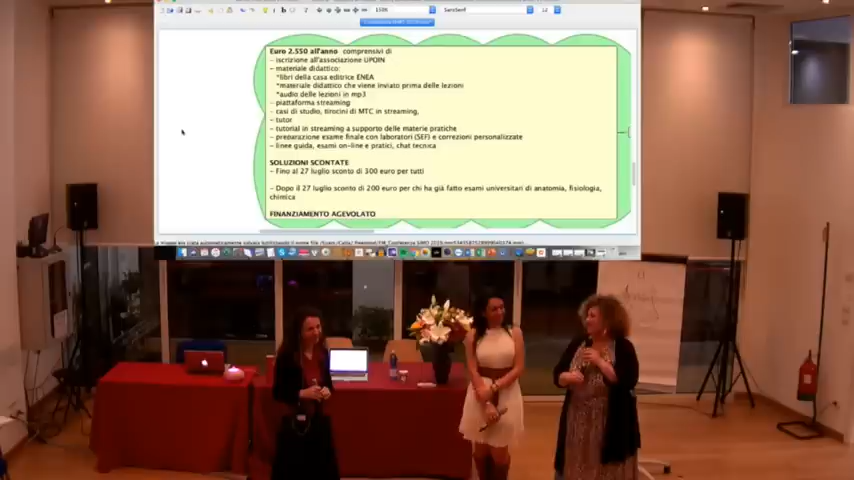 150%
SansSerif
12
Euro 2.550 all'anno comprensivi di
- iscrizione all'associazione UPOIN
- materiale didattico:
*libri della casa editrice ENEA
*materiale didattico che viene inviato prima delle lezioni
*audio delle lezioni in mp3
- piattaforma streaming
- casi di studio, tirocini di MTC in streaming,
- tutor
- tutorial in streaming a supporto delle materie pratiche
- preparazione esame finale con laboratori (SEF) e correzioni personalizzate
- linee guida, esami on-line e pratici, chat tecnica
SOLUZIONI SCONTATE
- Fino al 27 luglio sconto di 300 euro per tutti
- Dopo il 27 luglio sconto di 200 euro per chi ha già fatto esami universitari di anatomia, fisiologia,
chimica
FINANZIAMENTO AGEVOLATO